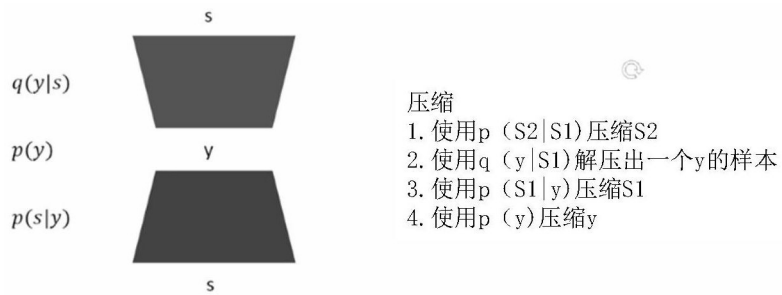 s
q(y|s)
p(y)
y
p(s|y)
s
压缩
1.使用p（S2|S1)压缩S2
2.使用q（y|S1)解压出一个y的样本
3.使用p（S1|y)压缩S1
4.使用p（y)压缩y